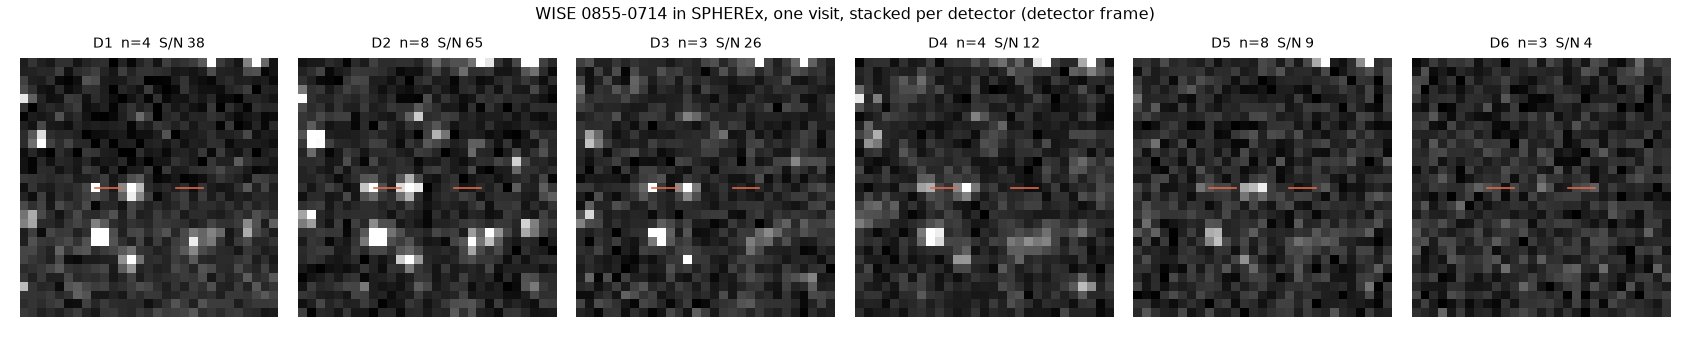 WISE 0855-0714 in SPHEREx, one visit, stacked per detector (detector frame)
D1 n=4 S/N 38
D2 n=8 S/N 65
D3 n=3 S/N 26
D4 n=4 S/N 12
D5 n=8 S/N 9
D6 n=3 S/N 4